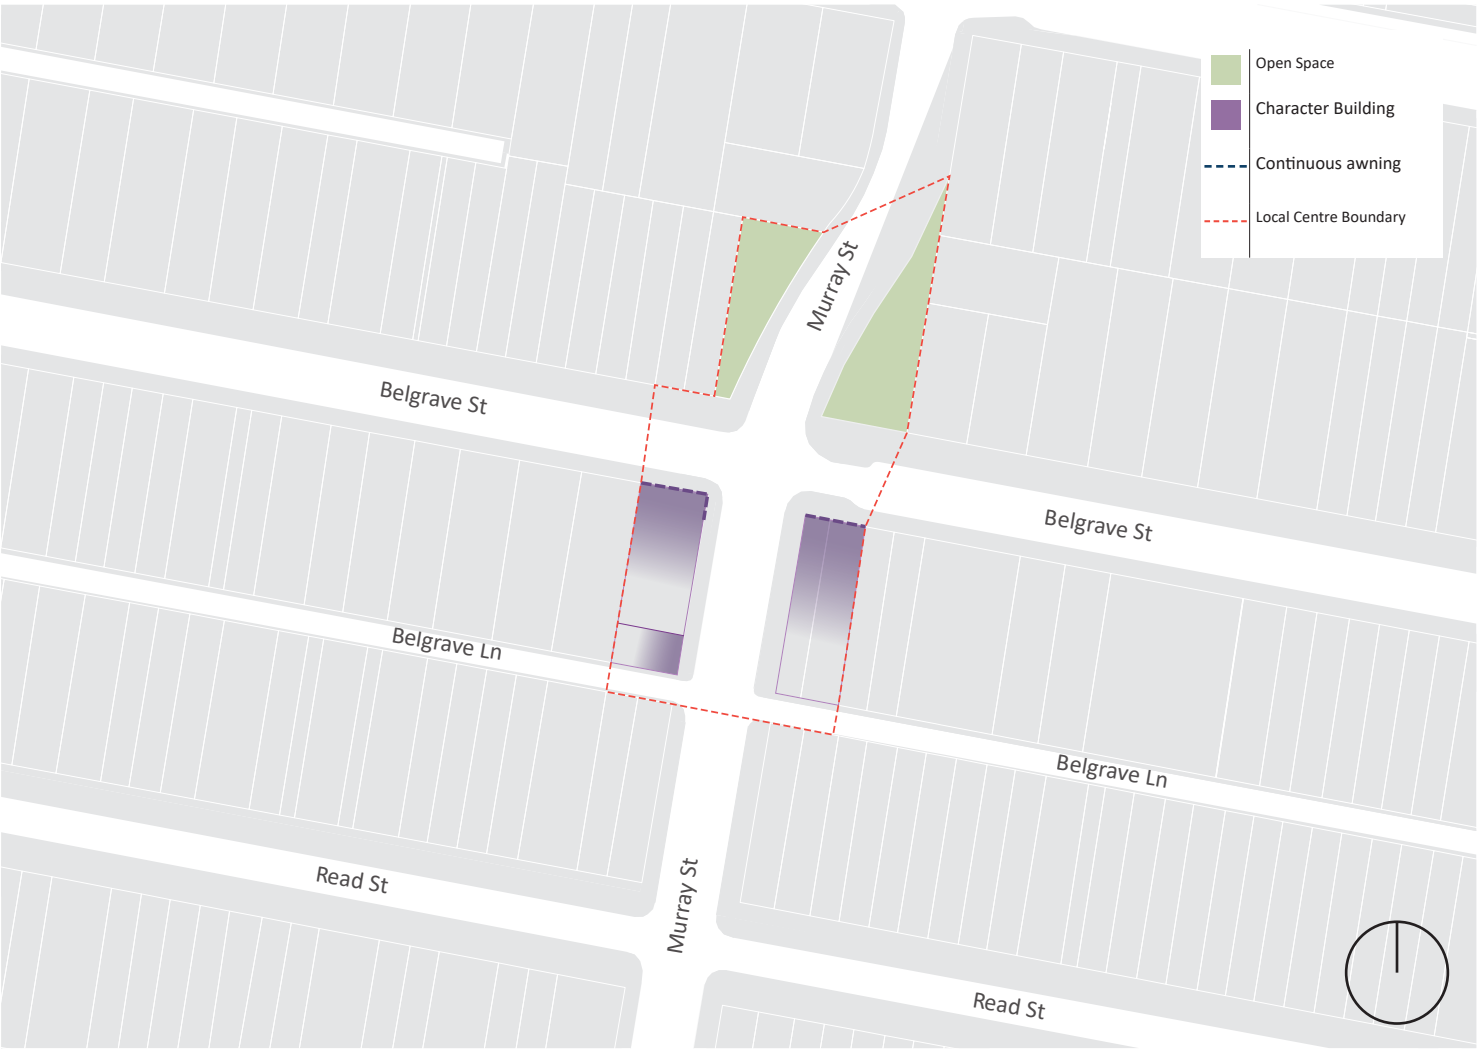 Open Space
Character Building
Continuous awning
Local Centre Boundary
Murray St
Belgrave St
Belgrave St
Belgrave Ln
Belgrave Ln
Read St
Murray St
Read St